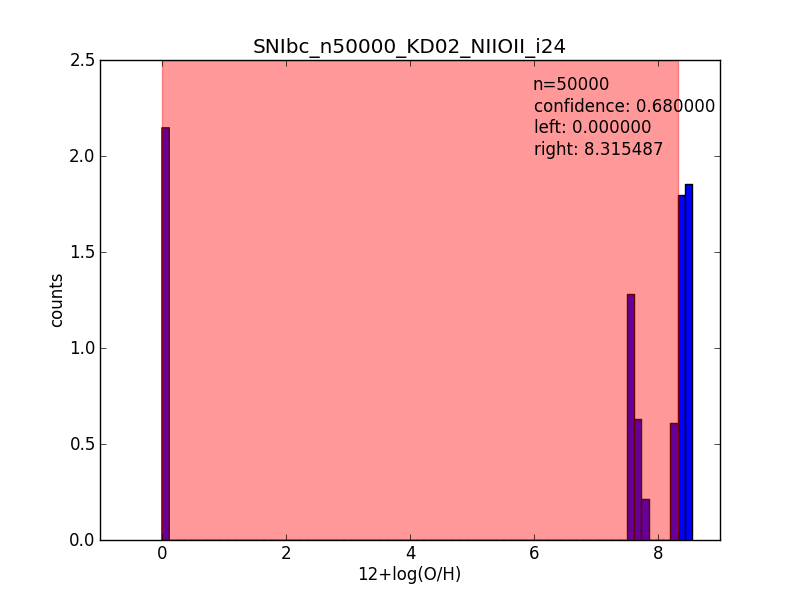 SNIbc_n50000_KD02_NIIOII_i24
n=50000
confidence: 0.680000
left: 0.000000
right: 8.315487
2.5
2.0
1.5
1.0
0.5
0.0
counts
0 2 4 6 8
12+log(O/H)